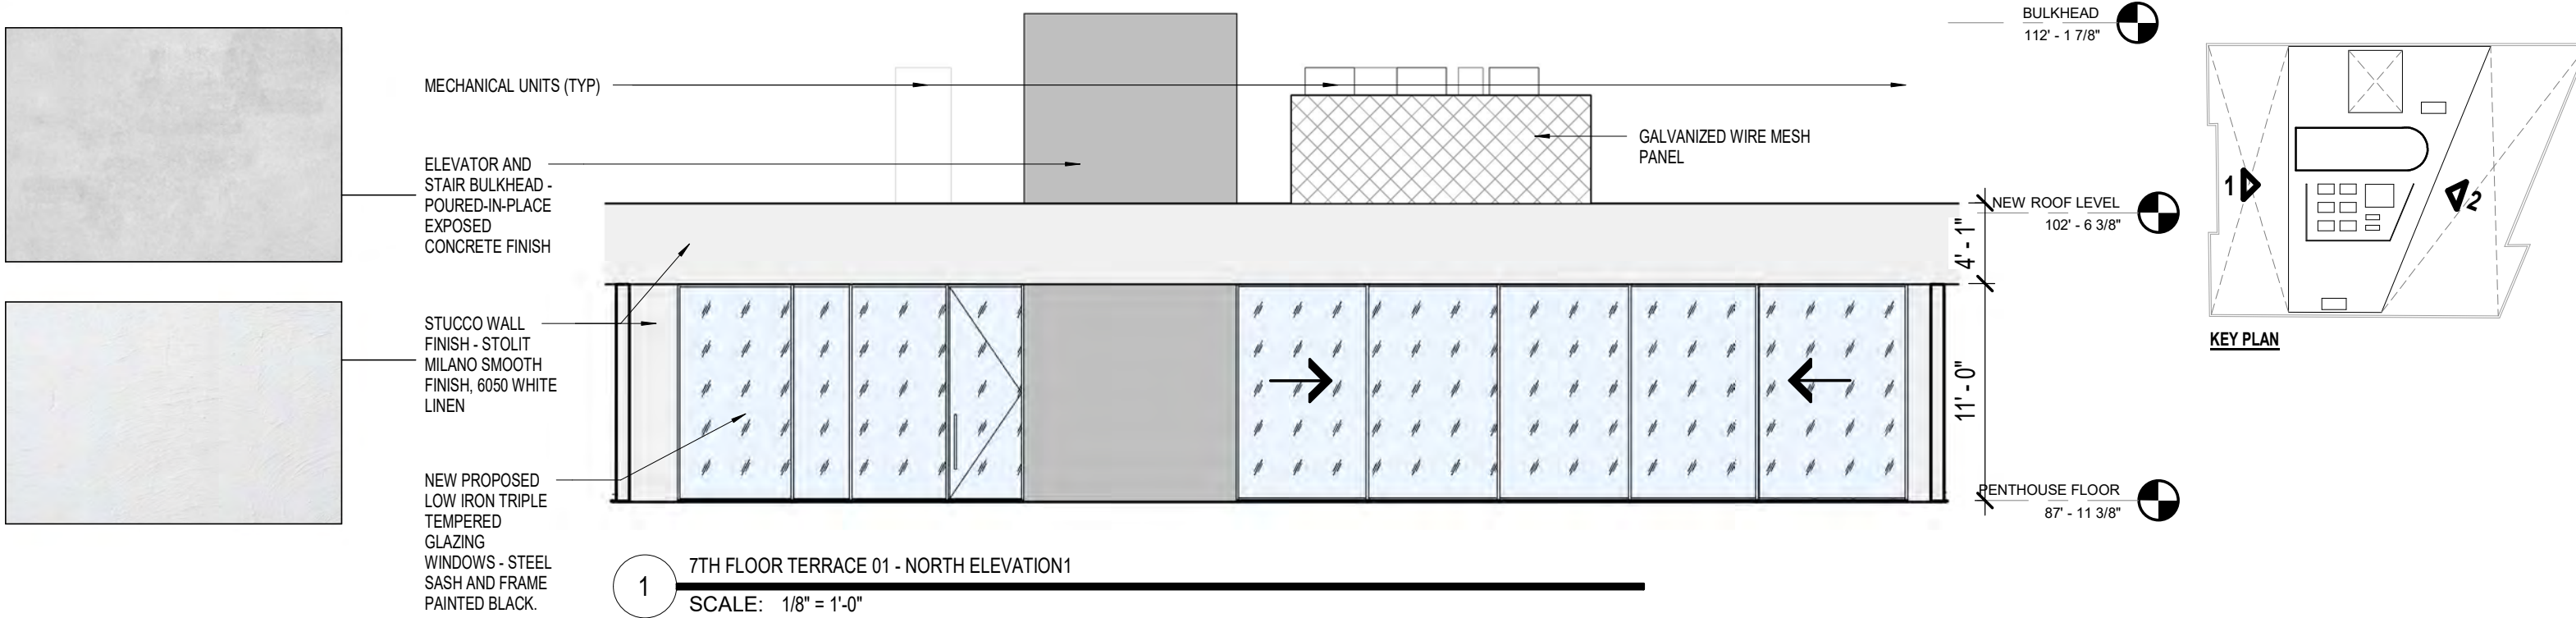 MECHANICAL UNITS (TYP)
ELEVATOR AND
STAIR BULKHEAD -
POURED-IN-PLACE
EXPOSED
CONCRETE FINISH
STUCCO WALL
FINISH - STOLIT
MILANO SMOOTH
FINISH, 6050 WHITE
LINEN
NEW PROPOSED
LOW IRON TRIPLE
TEMPERED
GLAZING
WINDOWS - STEEL
SASH AND FRAME
PAINTED BLACK.
GALVANIZED WIRE MESH
PANEL
BULKHEAD
112' - 1 7/8"
NEW ROOF LEVEL
102' - 6 3/8"
4' - 1"
11' - 0"
PENTHOUSE FLOOR
87' - 11 3/8"
1
2
KEY PLAN
1
7TH FLOOR TERRACE 01 - NORTH ELEVATION1
SCALE: 1/8" = 1'-0"